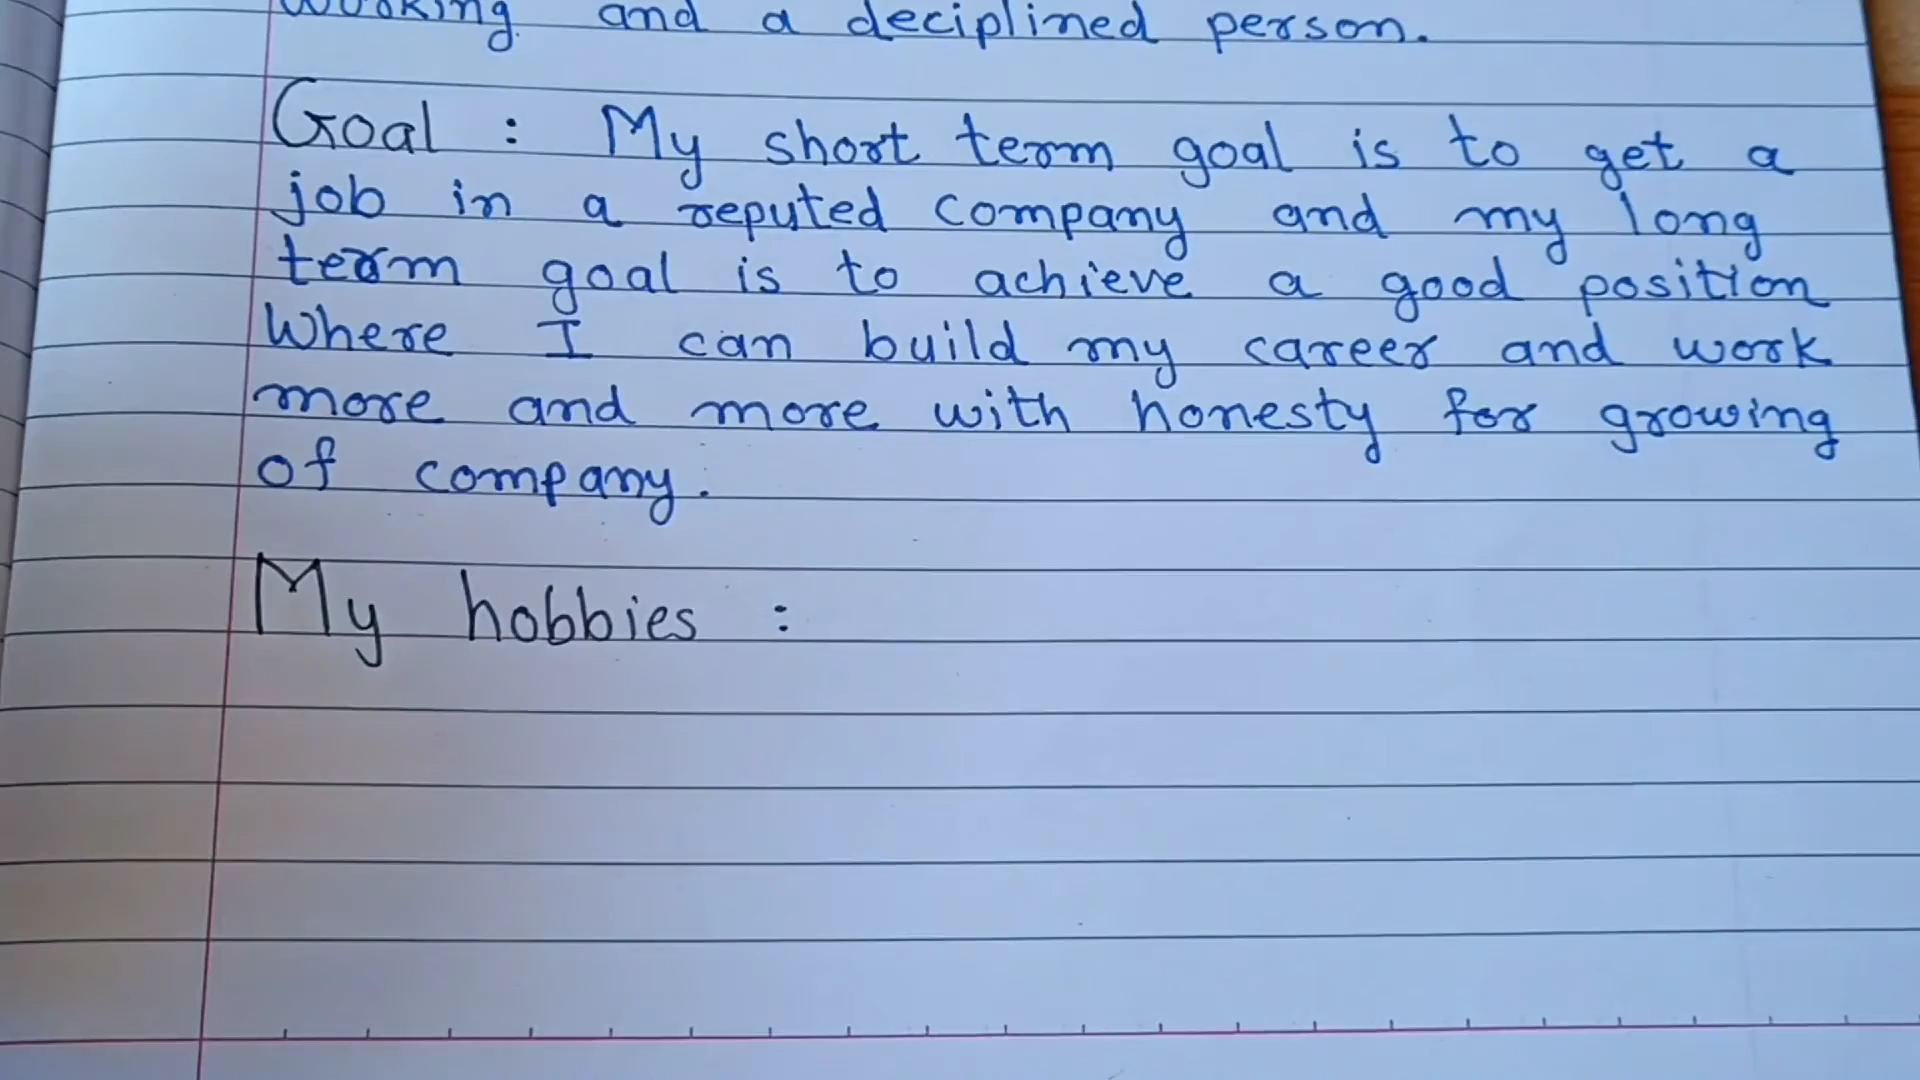 working and a deciplined person.
Goal : My short term goal is to get a
job in a reputed company and my long
term goal is to achieve a good position
Where I can build my career and work
more and more with honesty for growing
of company.
My hobbies :